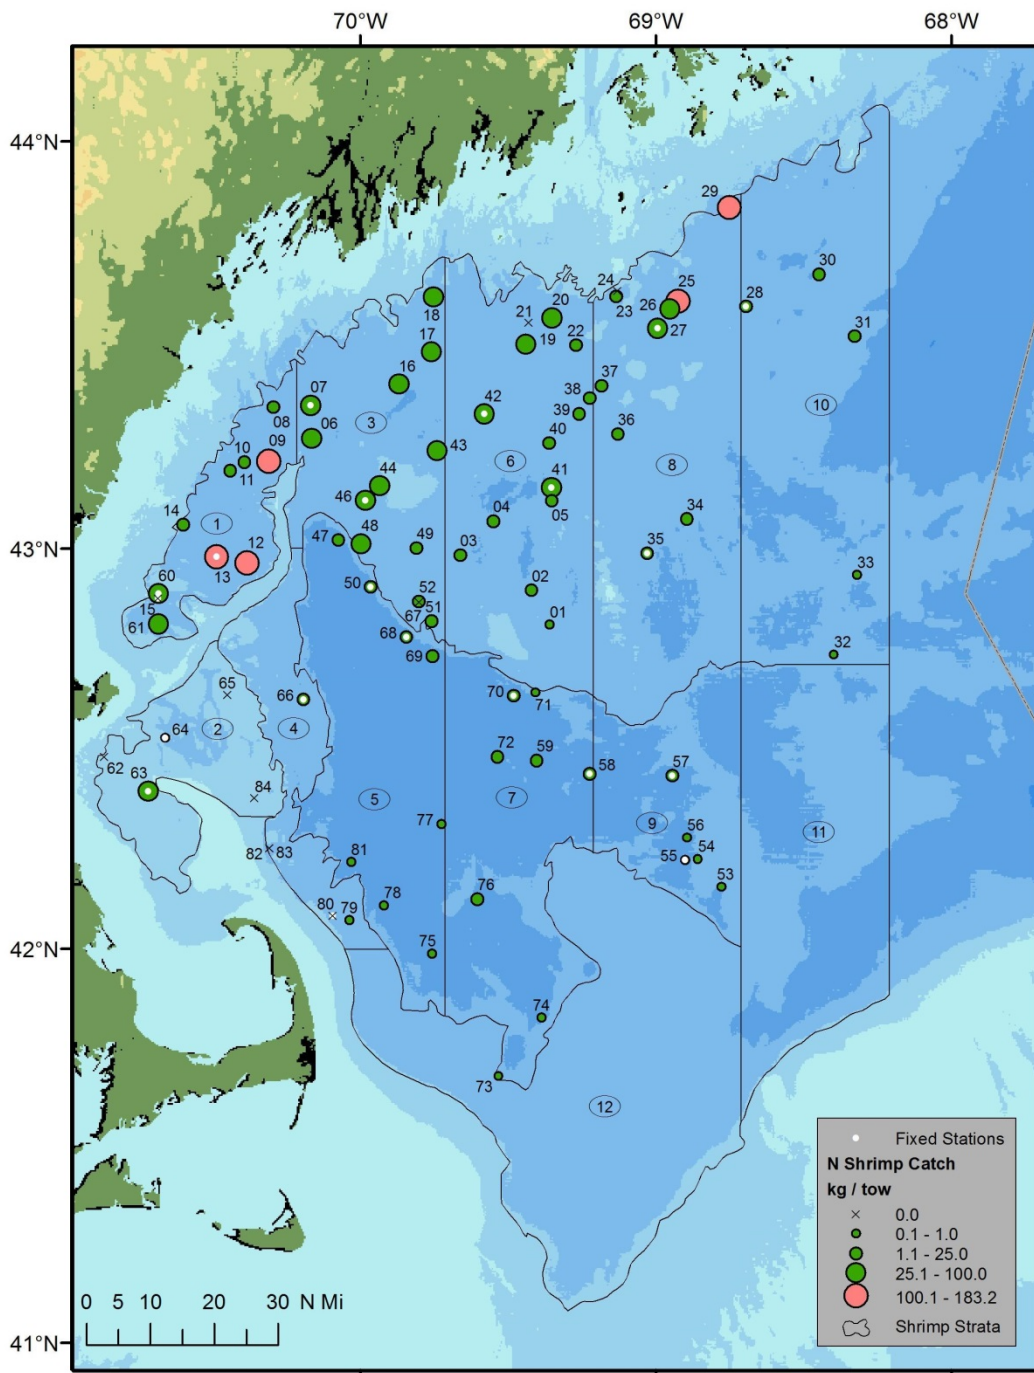 70°W 69°W 68°W
44°N
29
30
24 25 28
20 23 26
18 21 27 31
17 19 22
16 37
07 38 10
08 3 42 39 36
06 40
09 43 6 8
10 44 41
11 46 05 34
14 04
1 47 48 49 03 35
43°N
12
13 33
60 50 52 02
15 51 01
61 67
68 32
69
65 66 70 71
64 2 4
62 72 59 58 57
63 84 5 7
77 9 11
82 83 81 56
54
55 53
80 79 78 76
42°N
75
74
73
12
Fixed Stations
N Shrimp Catch
kg / tow
0.0
0.1 - 1.0
1.1 - 25.0
25.1 - 100.0
100.1 - 183.2
Shrimp Strata
0 5 10 20 30 N Mi
41°N